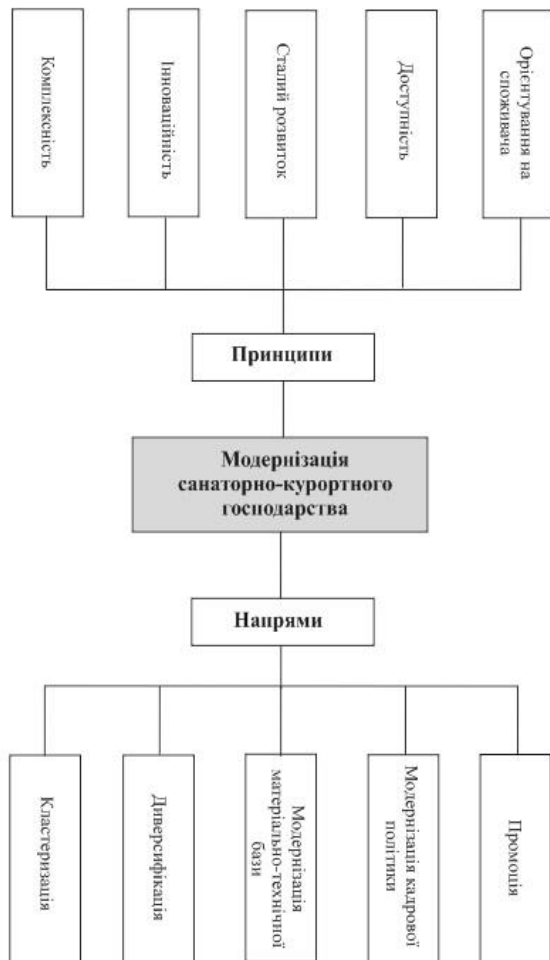 Комплексність
Інноваційність
Сталий розвиток
Доступність
Орієнтування на
споживача
Принципи
Модернізація
санаторно-курортного
господарства
Напрями
Кластеризація
Диверсифікація
Модернізація
матеріально-технічної
бази
Модернізація кадрової
політики
Промоція